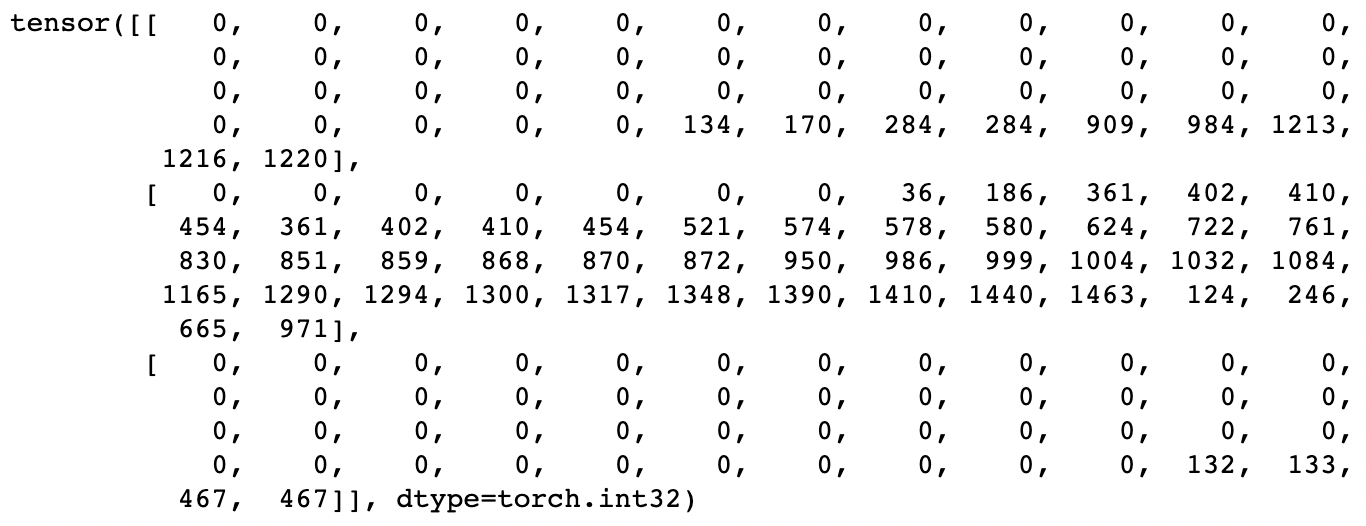 tensor([[   0,    0,    0,    0,    0,    0,    0,    0,    0,    0,    0,    0,
            0,    0,    0,    0,    0,    0,    0,    0,    0,    0,    0,    0,
            0,    0,    0,    0,    0,    0,    0,    0,    0,    0,    0,    0,
            0,    0,    0,    0,    0,  134,  170,  284,  284,  909,  984, 1213,
         1216, 1220],
        [   0,    0,    0,    0,    0,    0,    0,   36,  186,  361,  402,  410,
          454,  361,  402,  410,  454,  521,  574,  578,  580,  624,  722,  761,
          830,  851,  859,  868,  870,  872,  950,  986,  999, 1004, 1032, 1084,
         1165, 1290, 1294, 1300, 1317, 1348, 1390, 1410, 1440, 1463,  124,  246,
          665,  971],
        [   0,    0,    0,    0,    0,    0,    0,    0,    0,    0,    0,    0,
            0,    0,    0,    0,    0,    0,    0,    0,    0,    0,    0,    0,
            0,    0,    0,    0,    0,    0,    0,    0,    0,    0,    0,    0,
            0,    0,    0,    0,    0,    0,    0,    0,    0,    0,  132,  133,
          467,  467]], dtype=torch.int32)